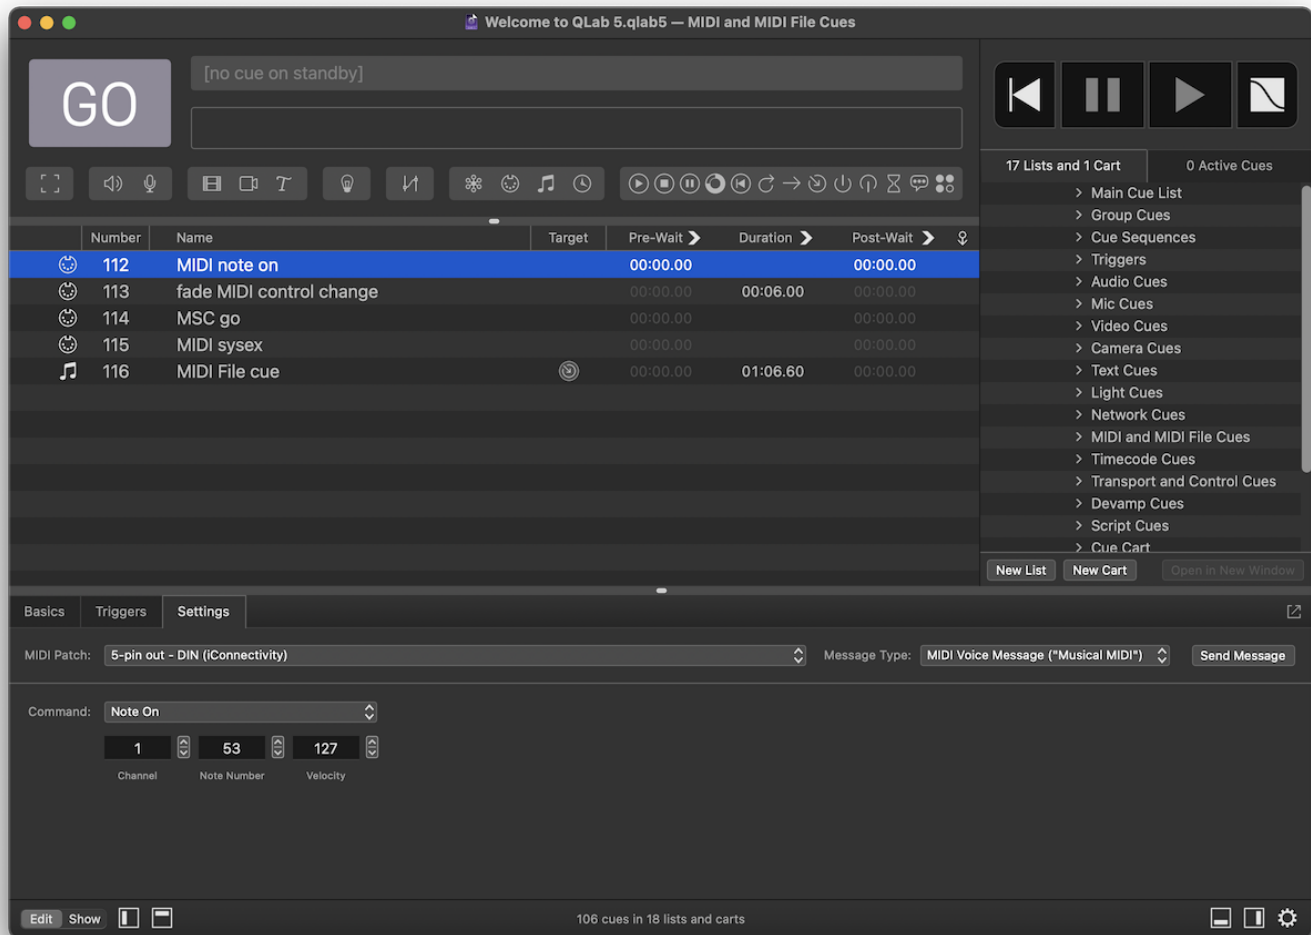 Welcome to QLab 5.qlab5 — MIDI and MIDI File Cues
GO
[no cue on standby]
17 Lists and 1 Cart
0 Active Cues
Number Name Target Pre-Wait Duration Post-Wait
112 MIDI note on 00:00.00 00:00.00
113 fade MIDI control change 00:00.00 00:06.00 00:00.00
114 MSC go 00:00.00 00:00.00
115 MIDI sysex 00:00.00 00:00.00
116 MIDI File cue 00:00.00 01:06.60 00:00.00
Main Cue List
Group Cues
Cue Sequences
Triggers
Audio Cues
Mic Cues
Video Cues
Camera Cues
Text Cues
Light Cues
Network Cues
MIDI and MIDI File Cues
Timecode Cues
Transport and Control Cues
Devamp Cues
Script Cues
Cue Cart
New List New Cart Open in New Window
Basics Triggers Settings
MIDI Patch: 5-pin out - DIN (iConnectivity) Message Type: MIDI Voice Message ("Musical MIDI") Send Message
Command: Note On
1 53 127
Channel Note Number Velocity
Edit Show 106 cues in 18 lists and carts